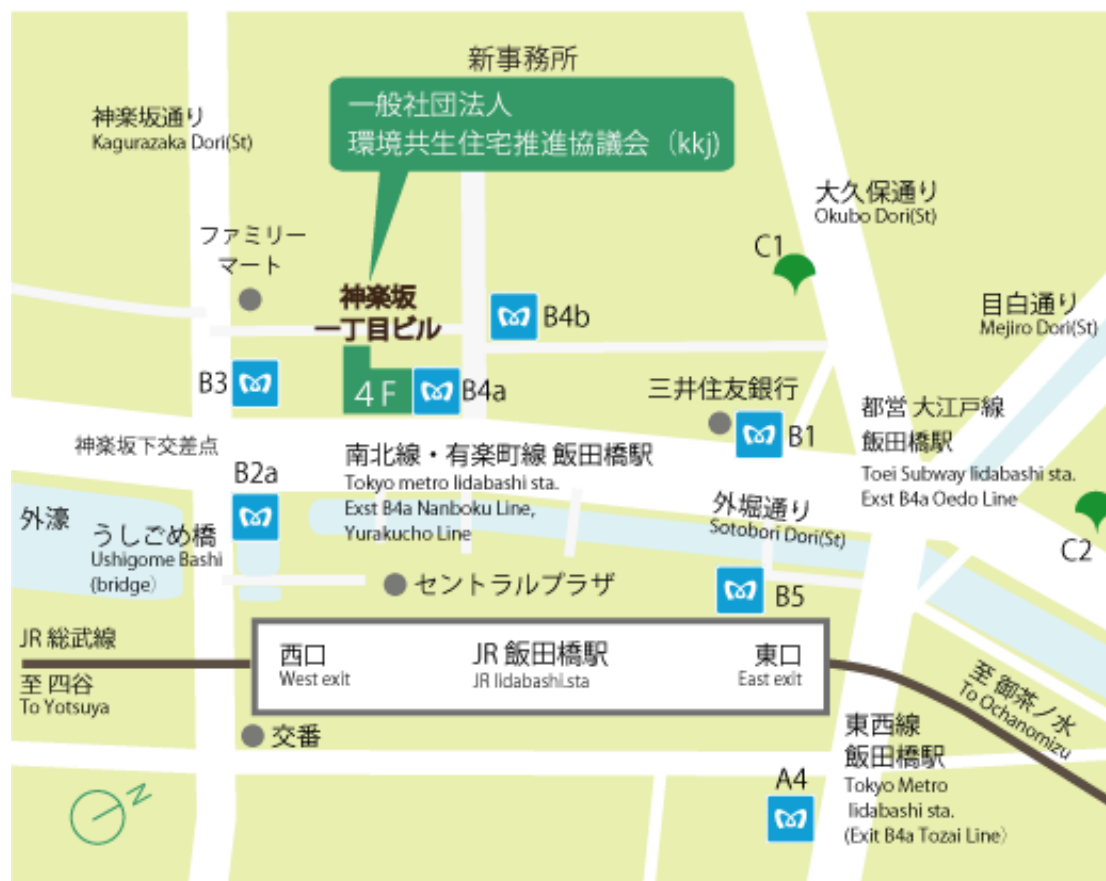 新事務所
一般社団法人
環境共生住宅推進協議会（kkj)
神楽坂通り
Kagurazaka Dori(St)
大久保通り
Okubo Dori(St)
ファミリー
マート
C1
神楽坂
一丁目ビル
B4b
目白通り
Mejiro Dori(St)
B3
4F
B4a
三井住友銀行
B1
都営 大江戸線
飯田橋駅
Toei Subway Iidabashi sta.
Exst B4a Oedo Line
神楽坂下交差点
南北線・有楽町線 飯田橋駅
Tokyo metro Iidabashi sta.
Exst B4a Nanboku Line,
Yurakucho Line
B2a
外堀通り
Sotobori Dori(St)
外濠
うしごめ橋
Ushigome Bashi
(bridge）
C2
セントラルプラザ
B5
JR 総武線
至 四谷
To Yotsuya
西口
West exit
JR 飯田橋駅
JR Iidabashi.sta
東口
East exit
至 御茶ノ水
To Ochanomizu
交番
東西線
飯田橋駅
Tokyo Metro
Iidabashi sta.
(Exit B4a Tozai Line）
A4
N